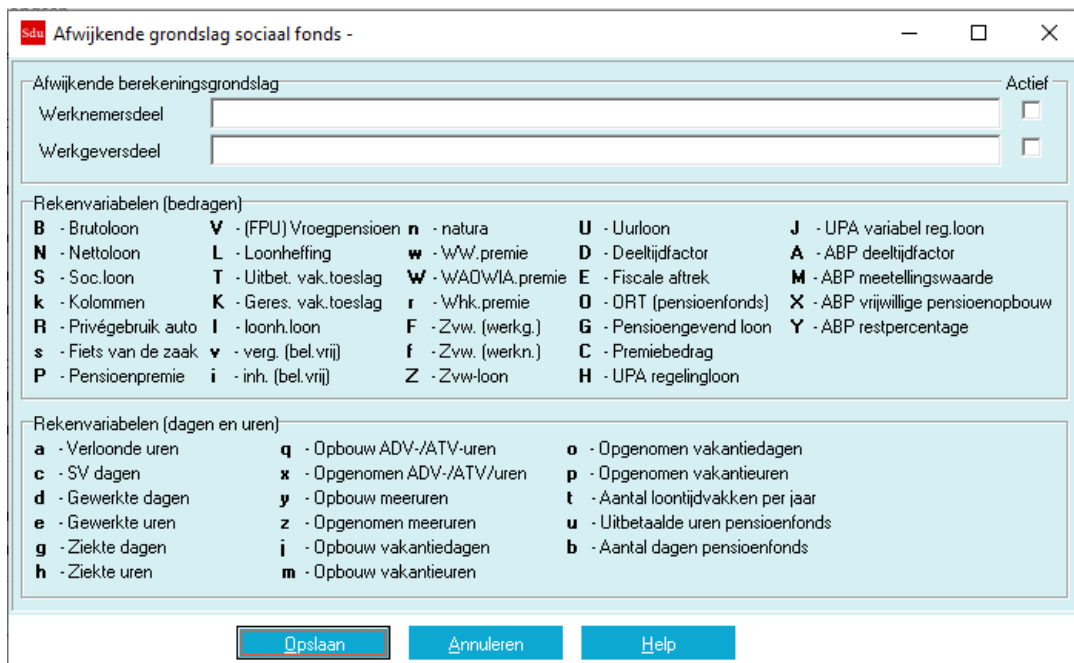 Sdu Afwijkende grondslag sociaal fonds -
Afwijkende berekeningsgrondslag Actief
Werknemersdeel
Werkgeversdeel
Rekenvariabelen (bedragen)
B - Brutoloon V - (FPU) Vroegpensioen n - natura U - Uurloon J - UPA variabel reg.loon
N - Nettoloon L - Loonheffing w - WW.premie D - Deeltijdfactor A - ABP deeltijdfactor
S - Soc.loon T - Uitbet. vak.toeslag W - WAOWIA.premie E - Fiscale aftrek M - ABP meetellingswaarde
k - Kolommen K - Geres. vak.toeslag r - Whk.premie O - ORT (pensioenfonds) X - ABP vrijwillige pensioenopbouw
R - Privégebruik auto l - loonh.loon F - Zvw. (werkg.) G - Pensioengevend loon Y - ABP restpercentage
s - Fiets van de zaak v - verg. (bel.vrij) f - Zvw. (werkn.) C - Premiebedrag
P - Pensioenpremie i - inh. (bel.vrij) Z - Zvw-loon H - UPA regelingloon
Rekenvariabelen (dagen en uren)
a - Verloonde uren q - Opbouw ADV-/ATV-uren o - Opgenomen vakantiedagen
c - SV dagen x - Opgenomen ADV-/ATV/uren p - Opgenomen vakantieuren
d - Gewerkte dagen y - Opbouw meeruren t - Aantal loontijdvakken per jaar
e - Gewerkte uren z - Opgenomen meeruren u - Uitbetaalde uren pensioenfonds
g - Ziekte dagen j - Opbouw vakantiedagen b - Aantal dagen pensioenfonds
h - Ziekte uren m - Opbouw vakantieuren
Opslaan Annuleren Help